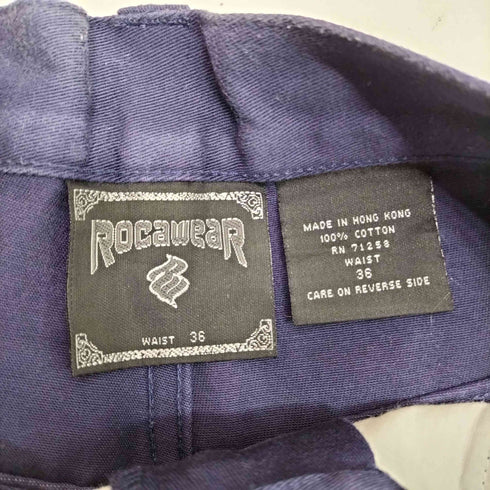 ROCAWEAR
WAIST 36
MADE IN HONG KONG
100% COTTON
RN 71258
WAIST
36
CARE ON REVERSE SIDE